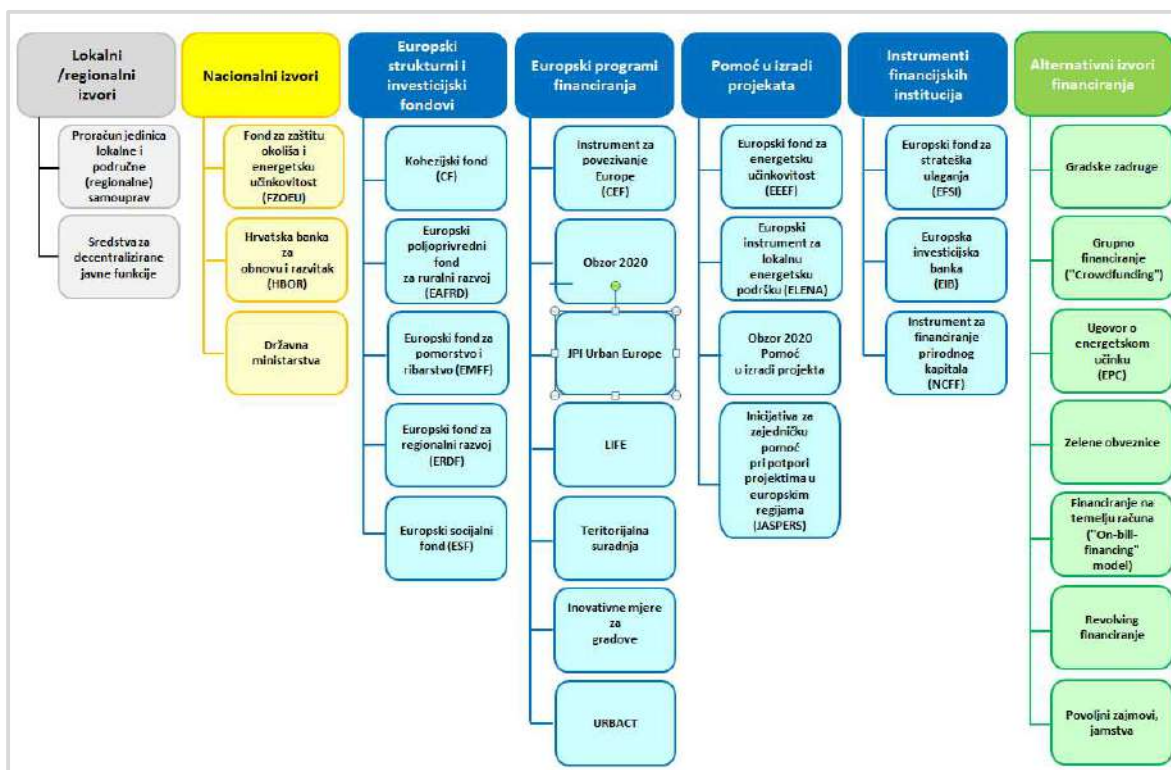 Lokalni
/regionalni
izvori
Proračun jedinica
lokalne i
područne
(regionalne)
samouprav
Sredstva za
decentralizirane
javne funkcije
Nacionalni izvori
Fond za zaštitu
okoliša i
energetsku
učinkovitost
(FZOEU)
Hrvatska banka
za
obnovu i razvitak
(HBOR)
Državna
ministarstva
Europski
strukturni i
investicijski
fondovi
Kohezijski fond
(CF)
Europski
poljoprivredni
fond
za ruralni razvoj
(EAFRD)
Europski fond za
pomorstvo i
ribarstvo (EMFF)
Europski fond za
regionalni razvoj
(ERDF)
Europski socijalni
fond (ESF)
Europski programi
financiranja
Instrument za
povezivanje
Europe
(CEF)
Obzor 2020
JPI Urban Europe
LIFE
Teritorijalna
suradnja
Inovativne mjere
za
gradove
URBACT
Pomoć u izradi
projekata
Europski fond za
energetsku
učinkovitost
(EEEF)
Europski
instrument za
lokalnu
energetsku
podršku (ELENA)
Obzor 2020
Pomoć
u izradi projekta
Inicijativa za
zajedničku
pomoć
pri potpori
projektima u
europskim
regijama
(JASPERS)
Instrumenti
financijskih
institucija
Europski fond za
strateška
ulaganja
(EFSI)
Europska
investicijska
banka
(EIB)
Instrument za
financiranje
prirodnog
kapitala
(NCFF)
Alternativni izvori
financiranja
Gradske zadruge
Grupno
financiranje
("Crowdfunding")
Ugovor o
energetskom
učinku
(EPC)
Zelene obveznice
Financiranje na
temelju računa
("On-bill-
financing"
model)
Revolving
financiranje
Povoljni zajmovi,
jamstva